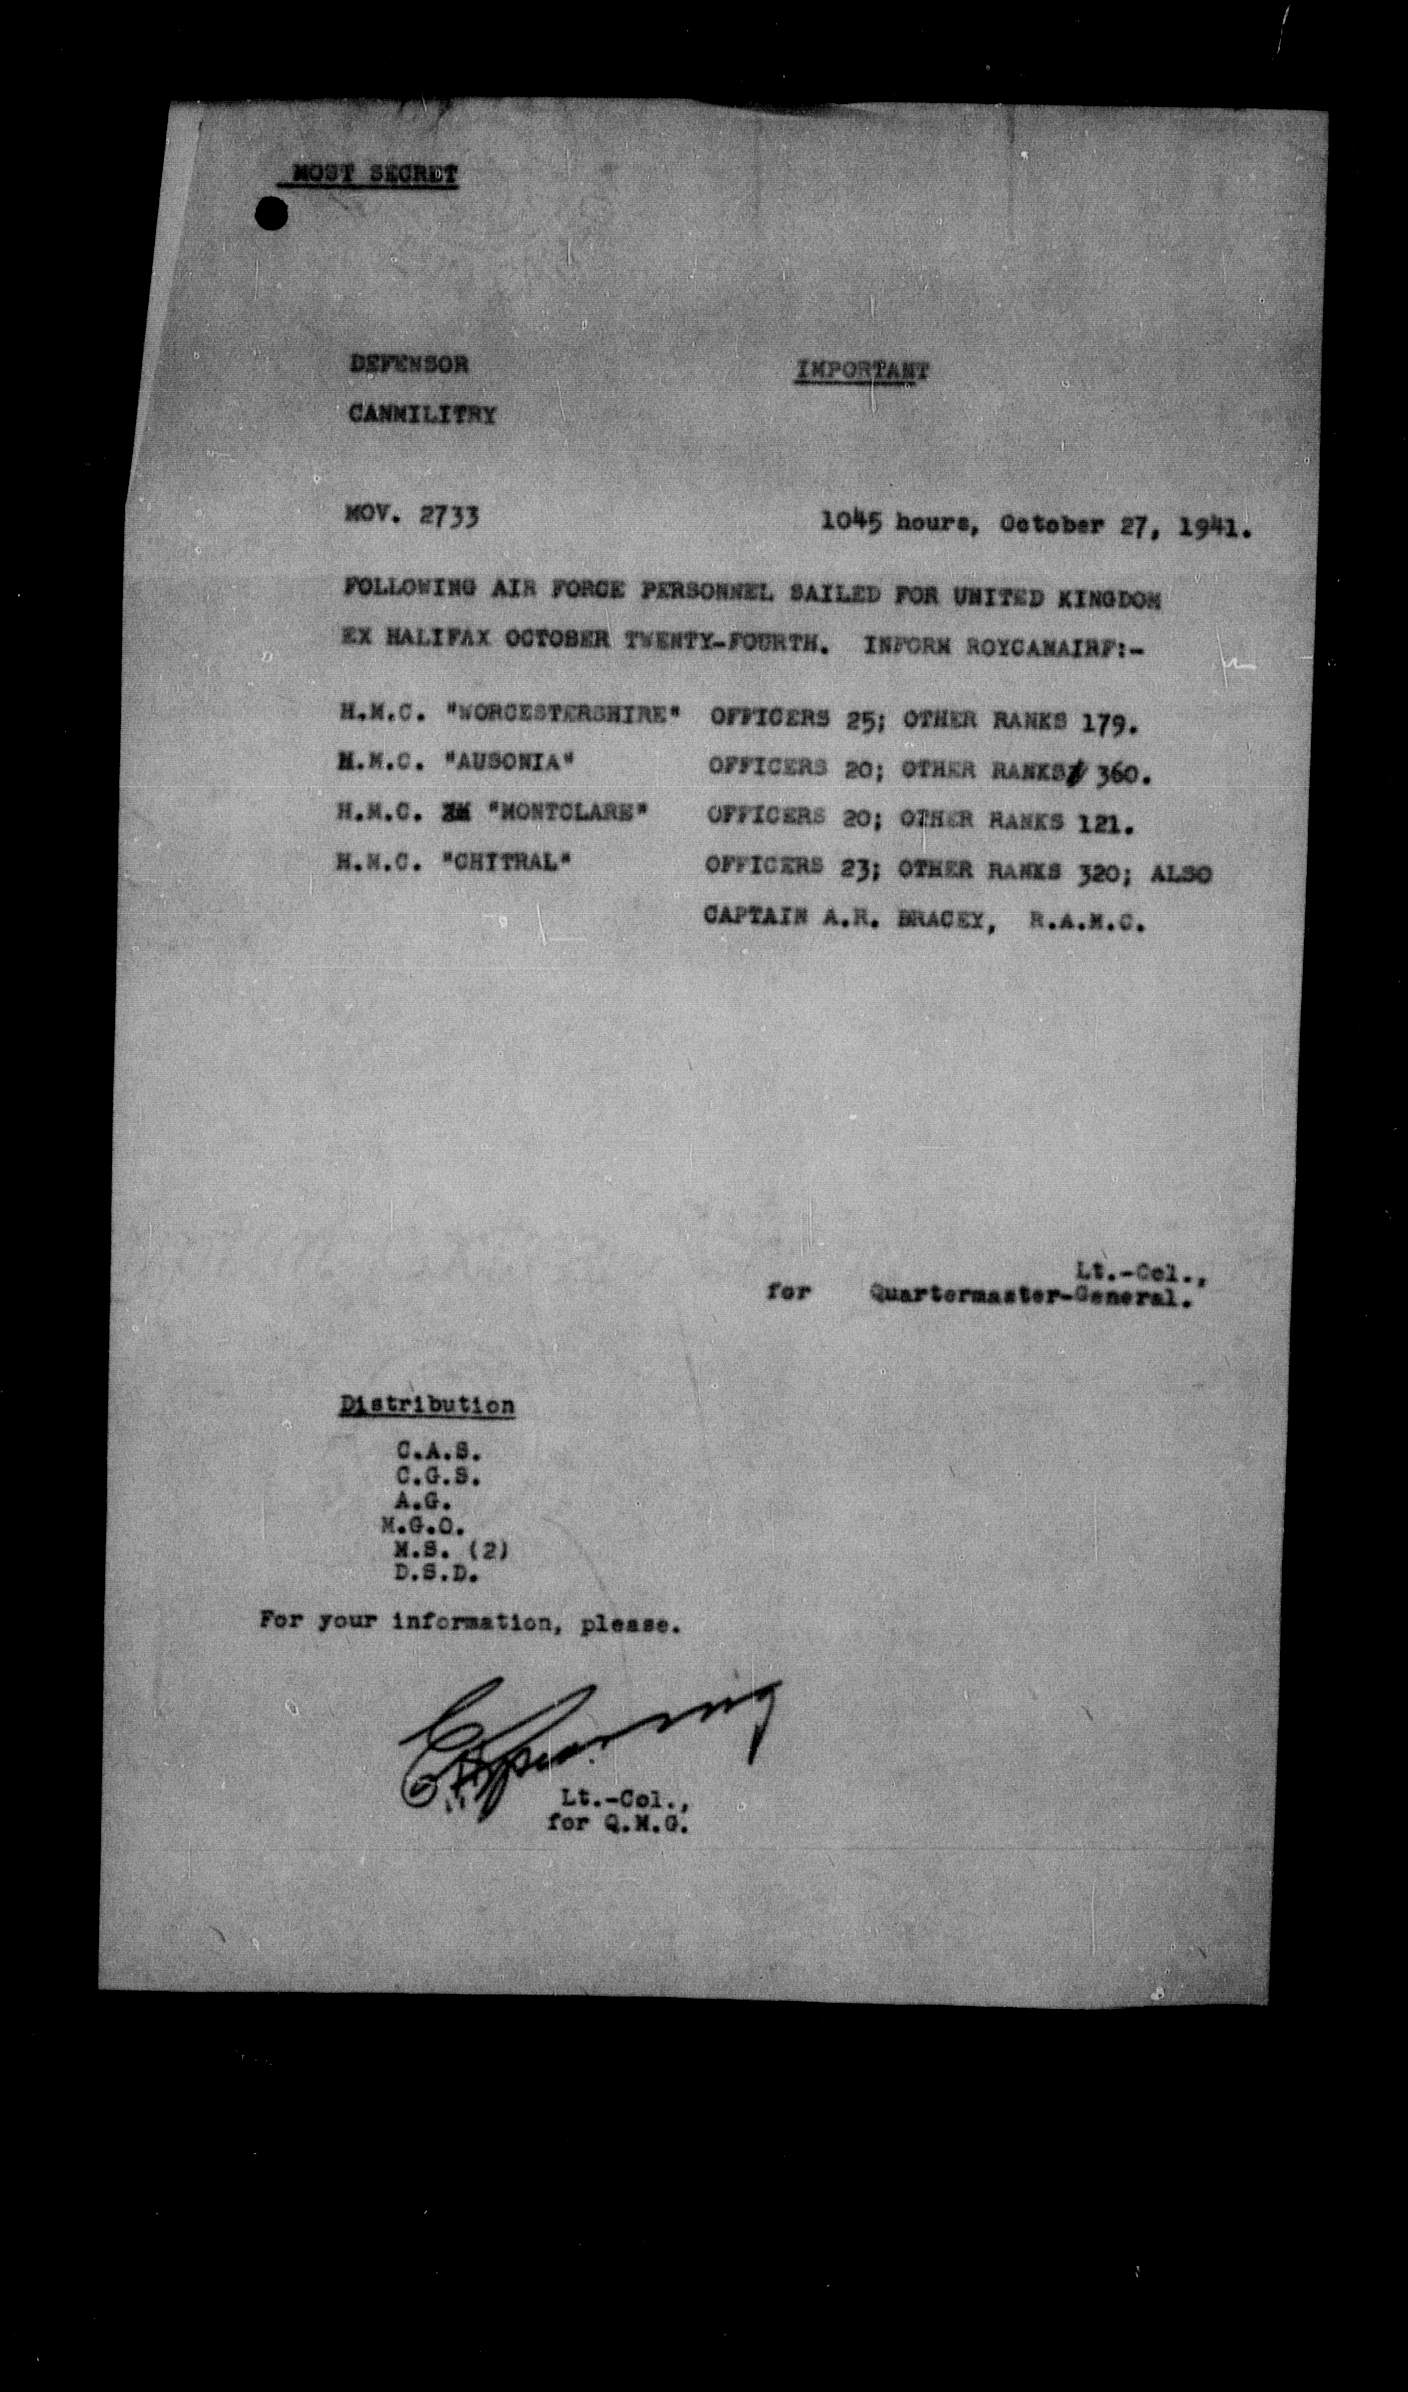 MOST SECRET
DEFENSOR IMPORTANT
CANMILITRY
MOV. 2733 1045 hours, October 27, 1941.
FOLLOWING AIR FORCE PERSONNEL SAILED FOR UNITED KINGDOM
EX HALIFAX OCTOBER TWENTY-FOURTH. INFORM ROYCANAIRF:-
H.M.C. "WORCESTERSHIRE" OFFICERS 25; OTHER RANKS 179.
H.M.C. "AUSONIA" OFFICERS 20; OTHER RANKS 360.
H.M.C. "MONTCLARE" OFFICERS 20; OTHER RANKS 121.
H.M.C. "CHITRAL" OFFICERS 23; OTHER RANKS 320; ALSO
CAPTAIN A.R. BRACEY, R.A.M.C.
Lt.-Col.,
for Quartermaster-General.
Distribution
C.A.S.
C.G.S.
A.G.
M.G.O.
M.S. (2)
D.S.D.
For your information, please.
Lt.-Col.,
for Q.M.G.